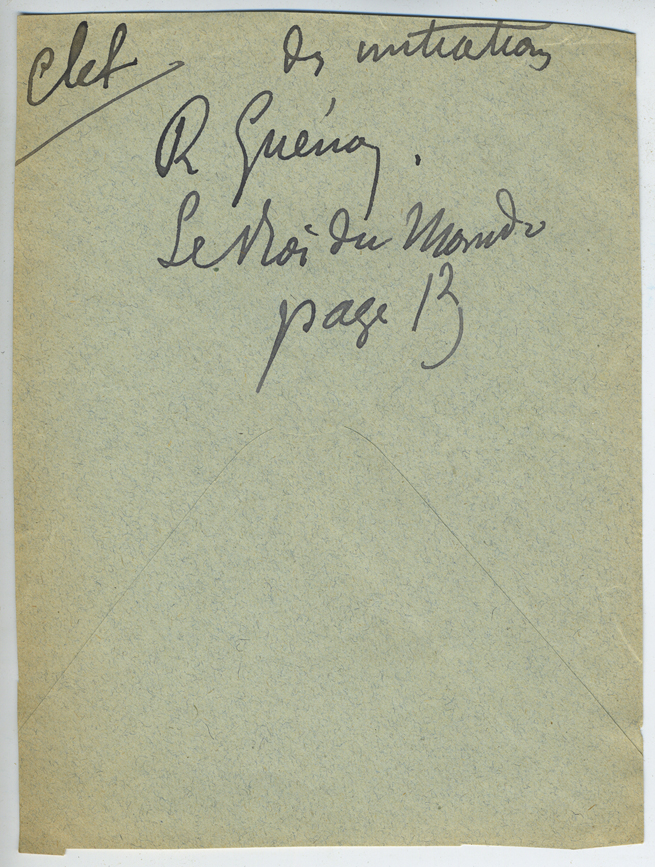 Clef des initiations
R Guénon.
Le Roi du Monde
page 13